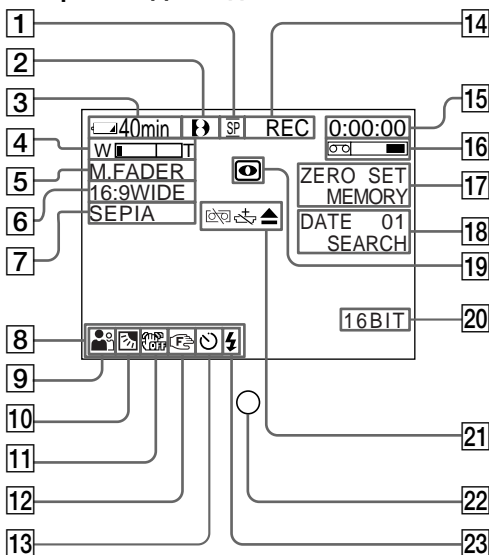 1
14
2
3
15
40min SP REC 0:00:00
4
W T
16
5
M.FADER
ZERO SET
MEMORY
17
6
16:9WIDE
7
SEPIA
DATE 01
SEARCH
18
19
16BIT
20
8
OFF F
9
10
21
11
12
22
13
23